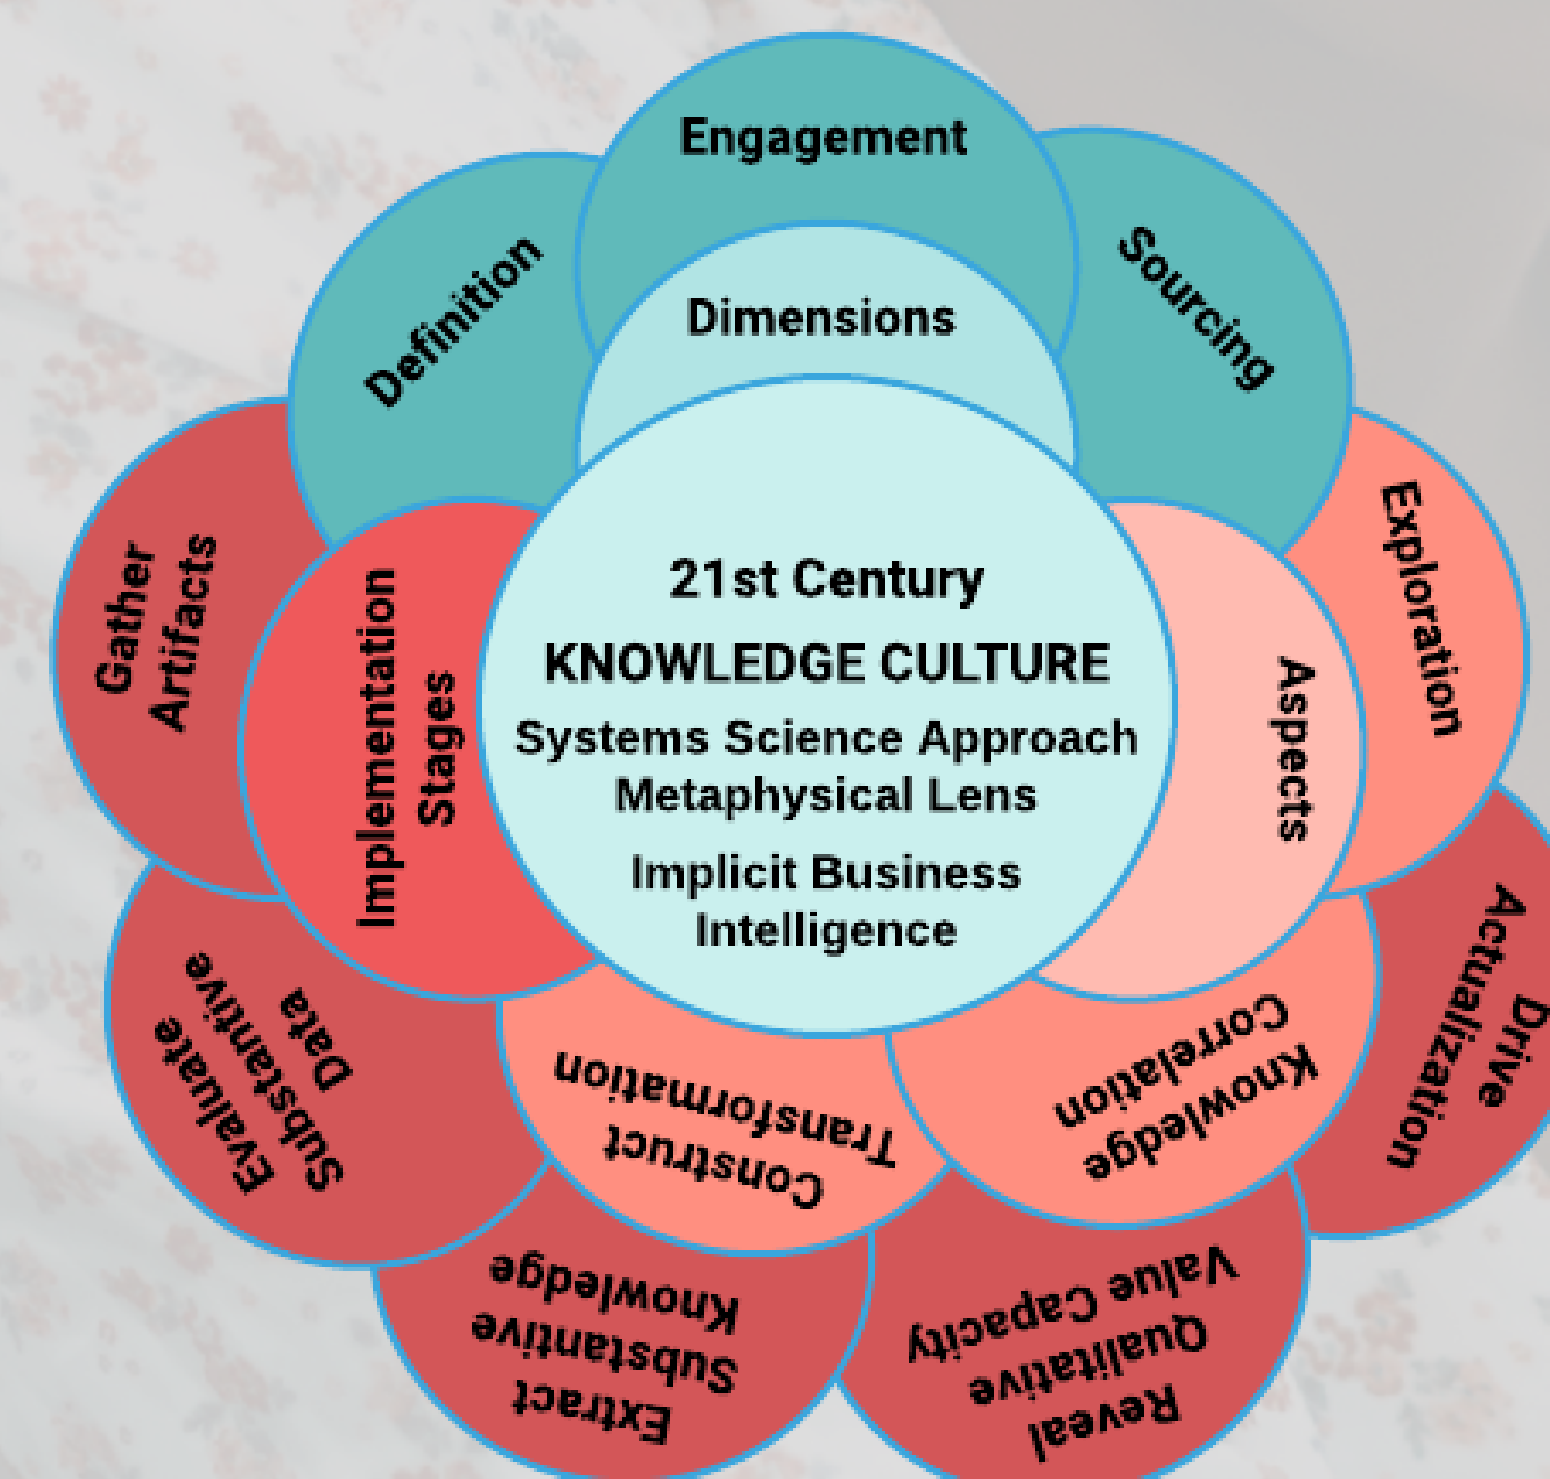 Engagement
Dimensions
Definition
Sourcing
Exploration
Aspects
21st Century
KNOWLEDGE CULTURE
Systems Science Approach
Metaphysical Lens
Implicit Business
Intelligence
Implementation
Stages
Gather
Artifacts
Evaluate
Substantive
Data
Construct
Transformation
Knowledge
Correlation
Drive
Actualization
Extract
Substantive
Knowledge
Reveal
Qualitative
Value Capacity